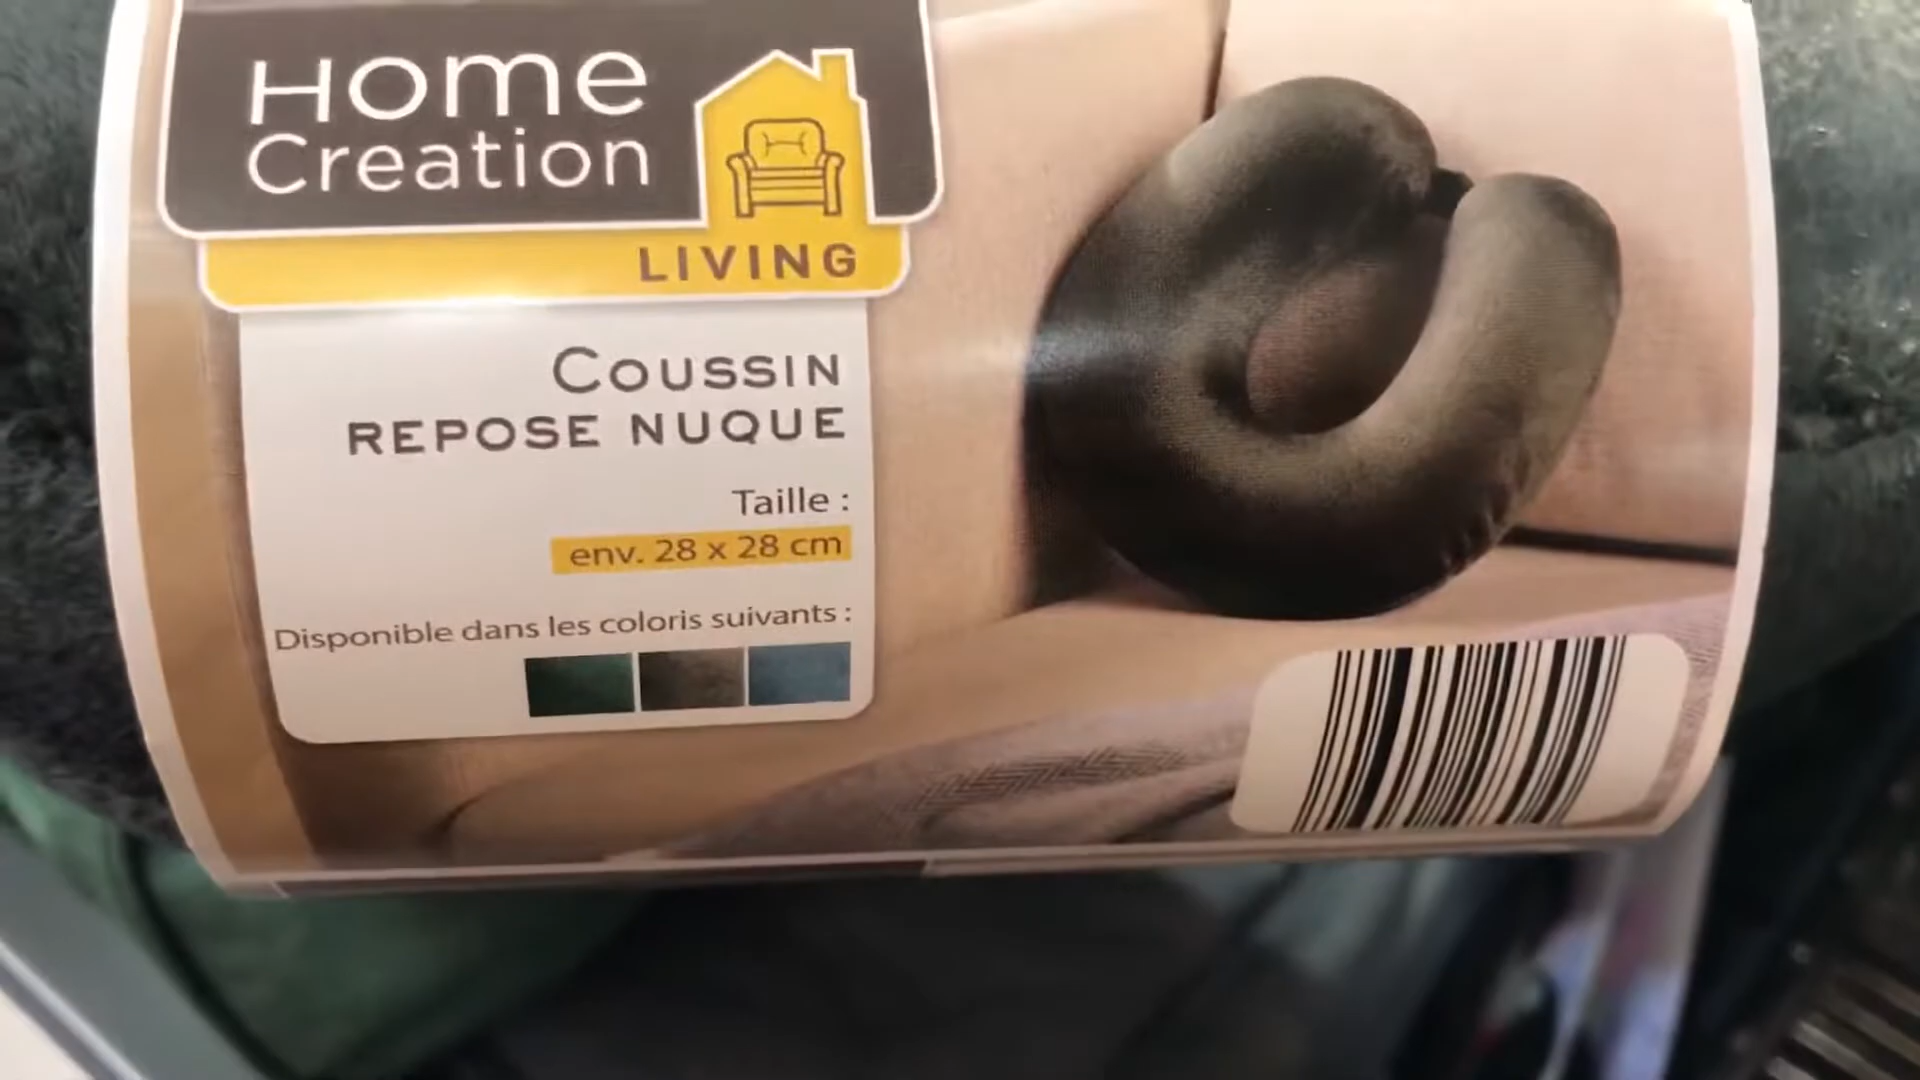 Home
Creation
LIVING
COUSSIN
REPOSE NUQUE
Taille :
env. 28 x 28 cm
Disponible dans les coloris suivants :